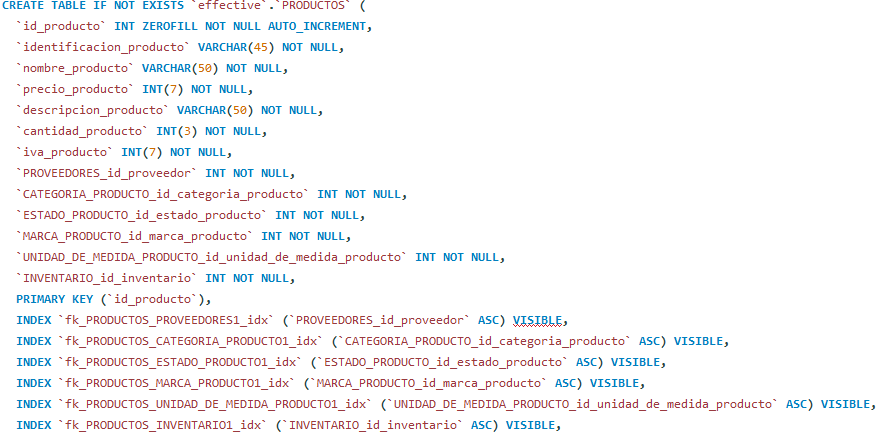 CREATE TABLE IF NOT EXISTS `effective`.`PRODUCTOS` (
`id_producto` INT ZEROFILL NOT NULL AUTO_INCREMENT,
`identificacion_producto` VARCHAR(45) NOT NULL,
`nombre_producto` VARCHAR(50) NOT NULL,
`precio_producto` INT(7) NOT NULL,
`descripcion_producto` VARCHAR(50) NOT NULL,
`cantidad_producto` INT(3) NOT NULL,
`iva_producto` INT(7) NOT NULL,
`PROVEEDORES_id_proveedor` INT NOT NULL,
`CATEGORIA_PRODUCTO_id_categoria_producto` INT NOT NULL,
`ESTADO_PRODUCTO_id_estado_producto` INT NOT NULL,
`MARCA_PRODUCTO_id_marca_producto` INT NOT NULL,
`UNIDAD_DE_MEDIDA_PRODUCTO_id_unidad_de_medida_producto` INT NOT NULL,
`INVENTARIO_id_inventario` INT NOT NULL,
PRIMARY KEY (`id_producto`),
INDEX `fk_PRODUCTOS_PROVEEDORES1_idx` (`PROVEEDORES_id_proveedor` ASC) VISIBLE,
INDEX `fk_PRODUCTOS_CATEGORIA_PRODUCTO1_idx` (`CATEGORIA_PRODUCTO_id_categoria_producto` ASC) VISIBLE,
INDEX `fk_PRODUCTOS_ESTADO_PRODUCTO1_idx` (`ESTADO_PRODUCTO_id_estado_producto` ASC) VISIBLE,
INDEX `fk_PRODUCTOS_MARCA_PRODUCTO1_idx` (`MARCA_PRODUCTO_id_marca_producto` ASC) VISIBLE,
INDEX `fk_PRODUCTOS_UNIDAD_DE_MEDIDA_PRODUCTO1_idx` (`UNIDAD_DE_MEDIDA_PRODUCTO_id_unidad_de_medida_producto` ASC) VISIBLE,
INDEX `fk_PRODUCTOS_INVENTARIO1_idx` (`INVENTARIO_id_inventario` ASC) VISIBLE,